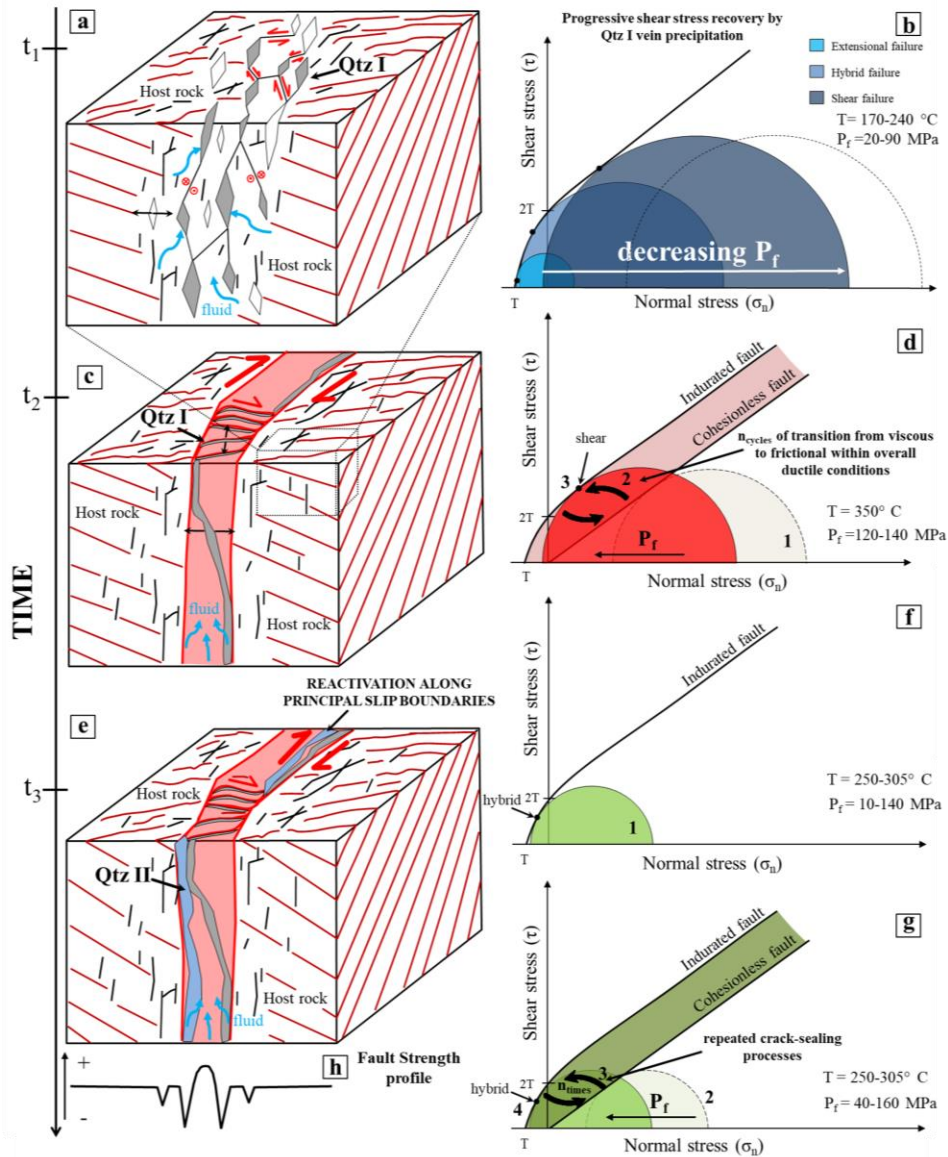 TIME
t1
a
Host rock
Qtz I
Host rock
fluid
b
Progressive shear stress recovery by
Qtz I vein precipitation
Extensional failure
Hybrid failure
Shear failure
T= 170-240 °C
Pf =20-90 MPa
Shear stress (τ)
2T
decreasing Pf
T
Normal stress (σn)
t2
c
Qtz I
Host rock
fluid
Host rock
d
Shear stress (τ)
Indurated fault
Cohesionless fault
ncycles of transition from viscous
to frictional within overall
ductile conditions
shear
3
2
2T
1
Pf
T = 350° C
Pf =120-140 MPa
T
Normal stress (σn)
t3
e
REACTIVATION ALONG
PRINCIPAL SLIP BOUNDARIES
Host rock
Qtz II
Host rock
fluid
f
Shear stress (τ)
Indurated fault
T = 250-305° C
Pf = 10-140 MPa
2T
hybrid
1
T
Normal stress (σn)
g
Shear stress (τ)
Indurated fault
Cohesionless fault
repeated crack-sealing
processes
2T
3
hybrid
ntimes
4
Pf
2
T = 250-305° C
Pf = 40-160 MPa
T
Normal stress (σn)
h
Fault Strength
profile
+
-